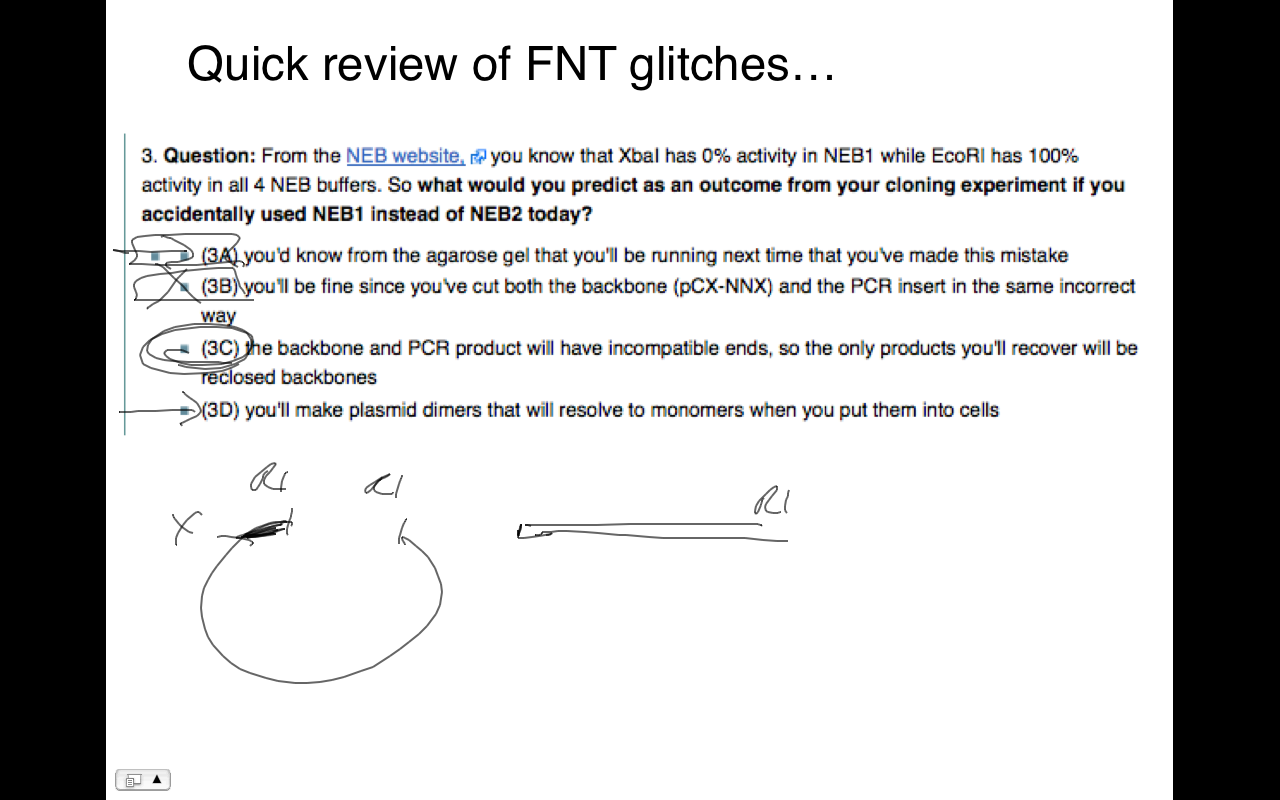 Quick review of FNT glitches…
3. Question: From the NEB website, you know that XbaI has 0% activity in NEB1 while EcoRI has 100%
activity in all 4 NEB buffers. So what would you predict as an outcome from your cloning experiment if you
accidentally used NEB1 instead of NEB2 today?
(3A) you'd know from the agarose gel that you'll be running next time that you've made this mistake
(3B) you'll be fine since you've cut both the backbone (pCX-NNX) and the PCR insert in the same incorrect
way
(3C) the backbone and PCR product will have incompatible ends, so the only products you'll recover will be
reclosed backbones
(3D) you'll make plasmid dimers that will resolve to monomers when you put them into cells
RI RI
X RI